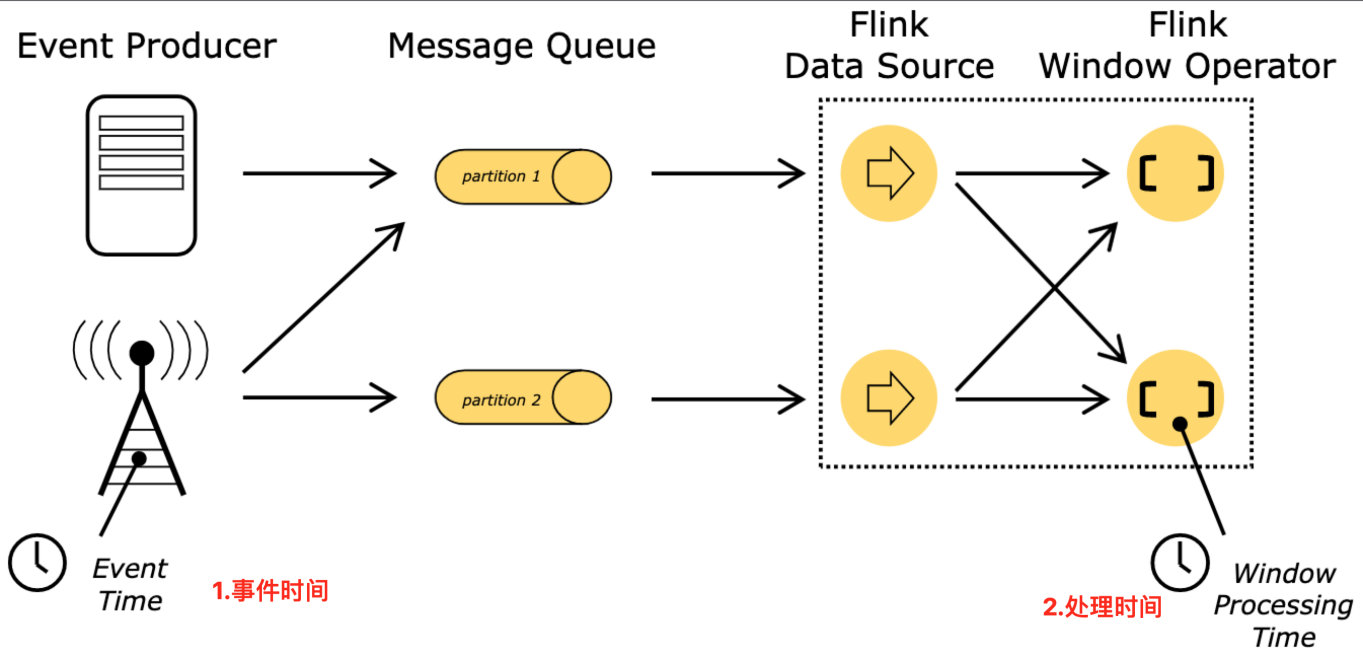 Event Producer
Message Queue
Flink
Data Source
Flink
Window Operator
partition 1
partition 2
Event
Time
1.事件时间
2.处理时间
Window
Processing
Time